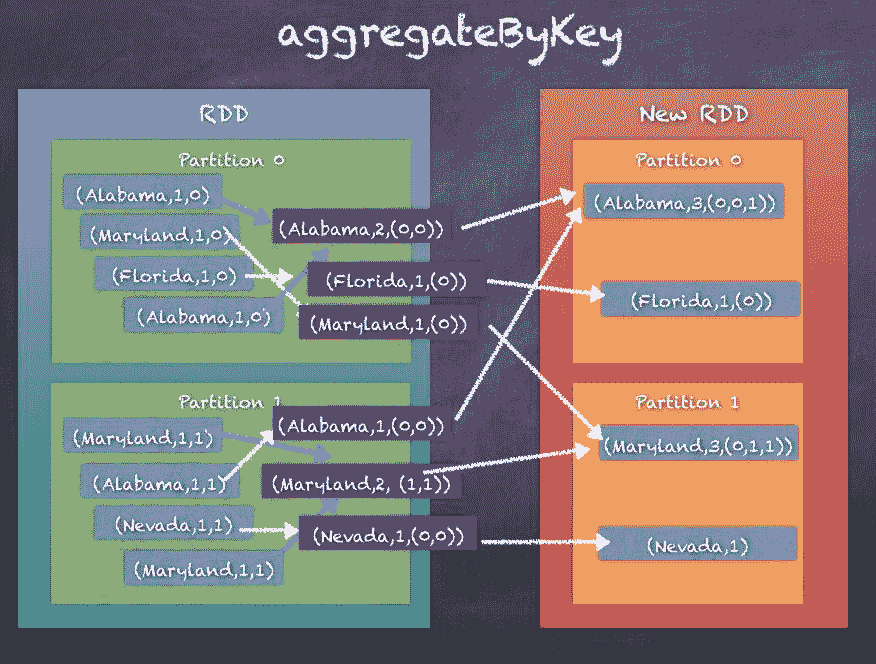 aggregateByKey
RDD
Partition 0
(Alabama,1,0)
(Maryland,1,0)
(Florida,1,0)
(Alabama,1,0)
(Alabama,2,(0,0))
(Florida,1,(0))
(Maryland,1,(0))
Partition 1
(Maryland,1,1)
(Alabama,1,1)
(Nevada,1,1)
(Maryland,1,1)
(Alabama,1,(0,0))
(Maryland,2, (1,1))
(Nevada,1,(0,0))
New RDD
Partition 0
(Alabama,3,(0,0,1))
(Florida,1,(0))
Partition 1
(Maryland,3,(0,1,1))
(Nevada,1)